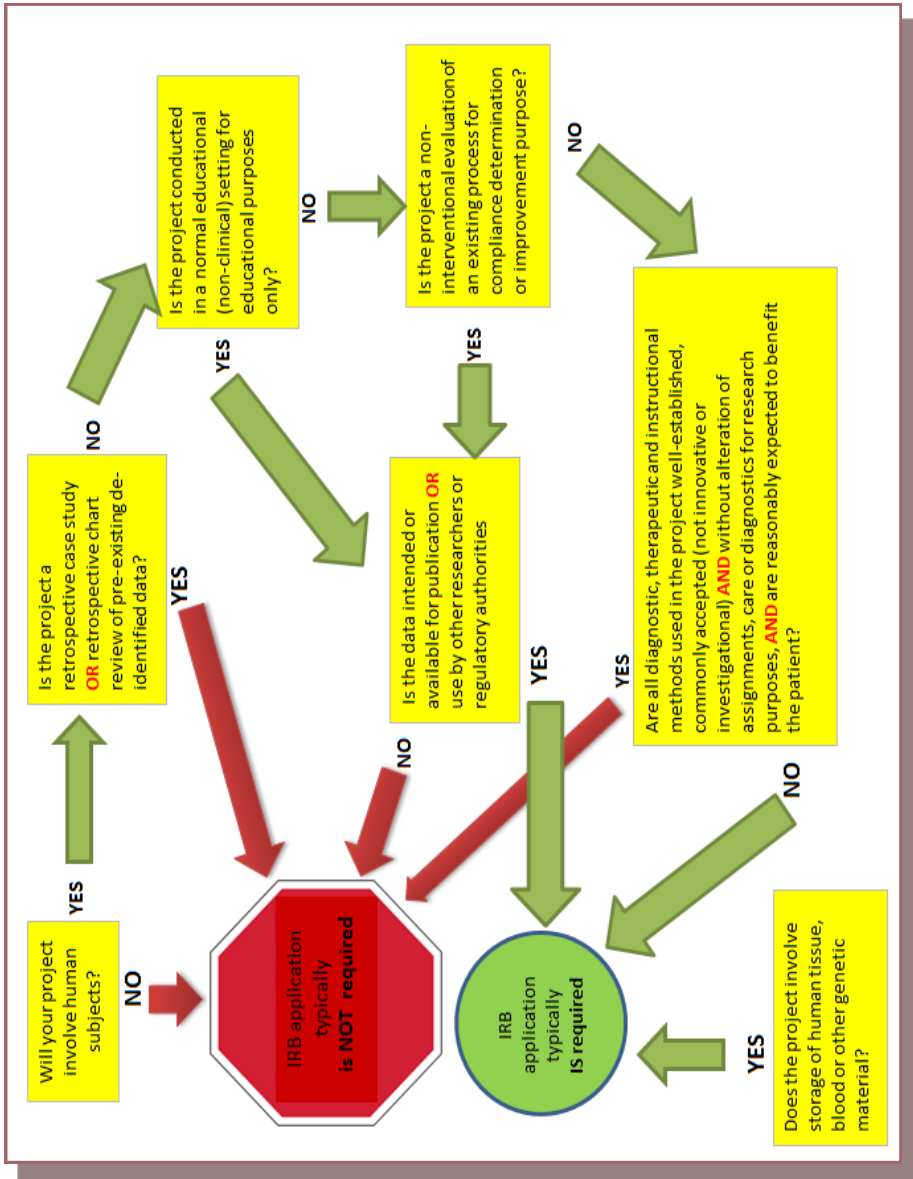 Will your project
involve human
subjects?
YES
NO
Is the project a
retrospective case study
OR retrospective chart
review of pre-existing de-
identified data?
NO
YES
Is the project conducted
in a normal educational
(non-clinical) setting for
educational purposes
only?
YES
NO
Is the project a non-
interventional evaluation of
an existing process for
compliance determination
or improvement purpose?
YES
NO
Is the data intended or
available for publication OR
use by other researchers or
regulatory authorities
NO
YES
Are all diagnostic, therapeutic and instructional
methods used in the project well-established,
commonly accepted (not innovative or
investigational) AND without alteration of
assignments, care or diagnostics for research
purposes, AND are reasonably expected to benefit
the patient?
YES
NO
IRB application
typically
is NOT required
IRB
application
typically
IS required
YES
Does the project involve
storage of human tissue,
blood or other genetic
material?